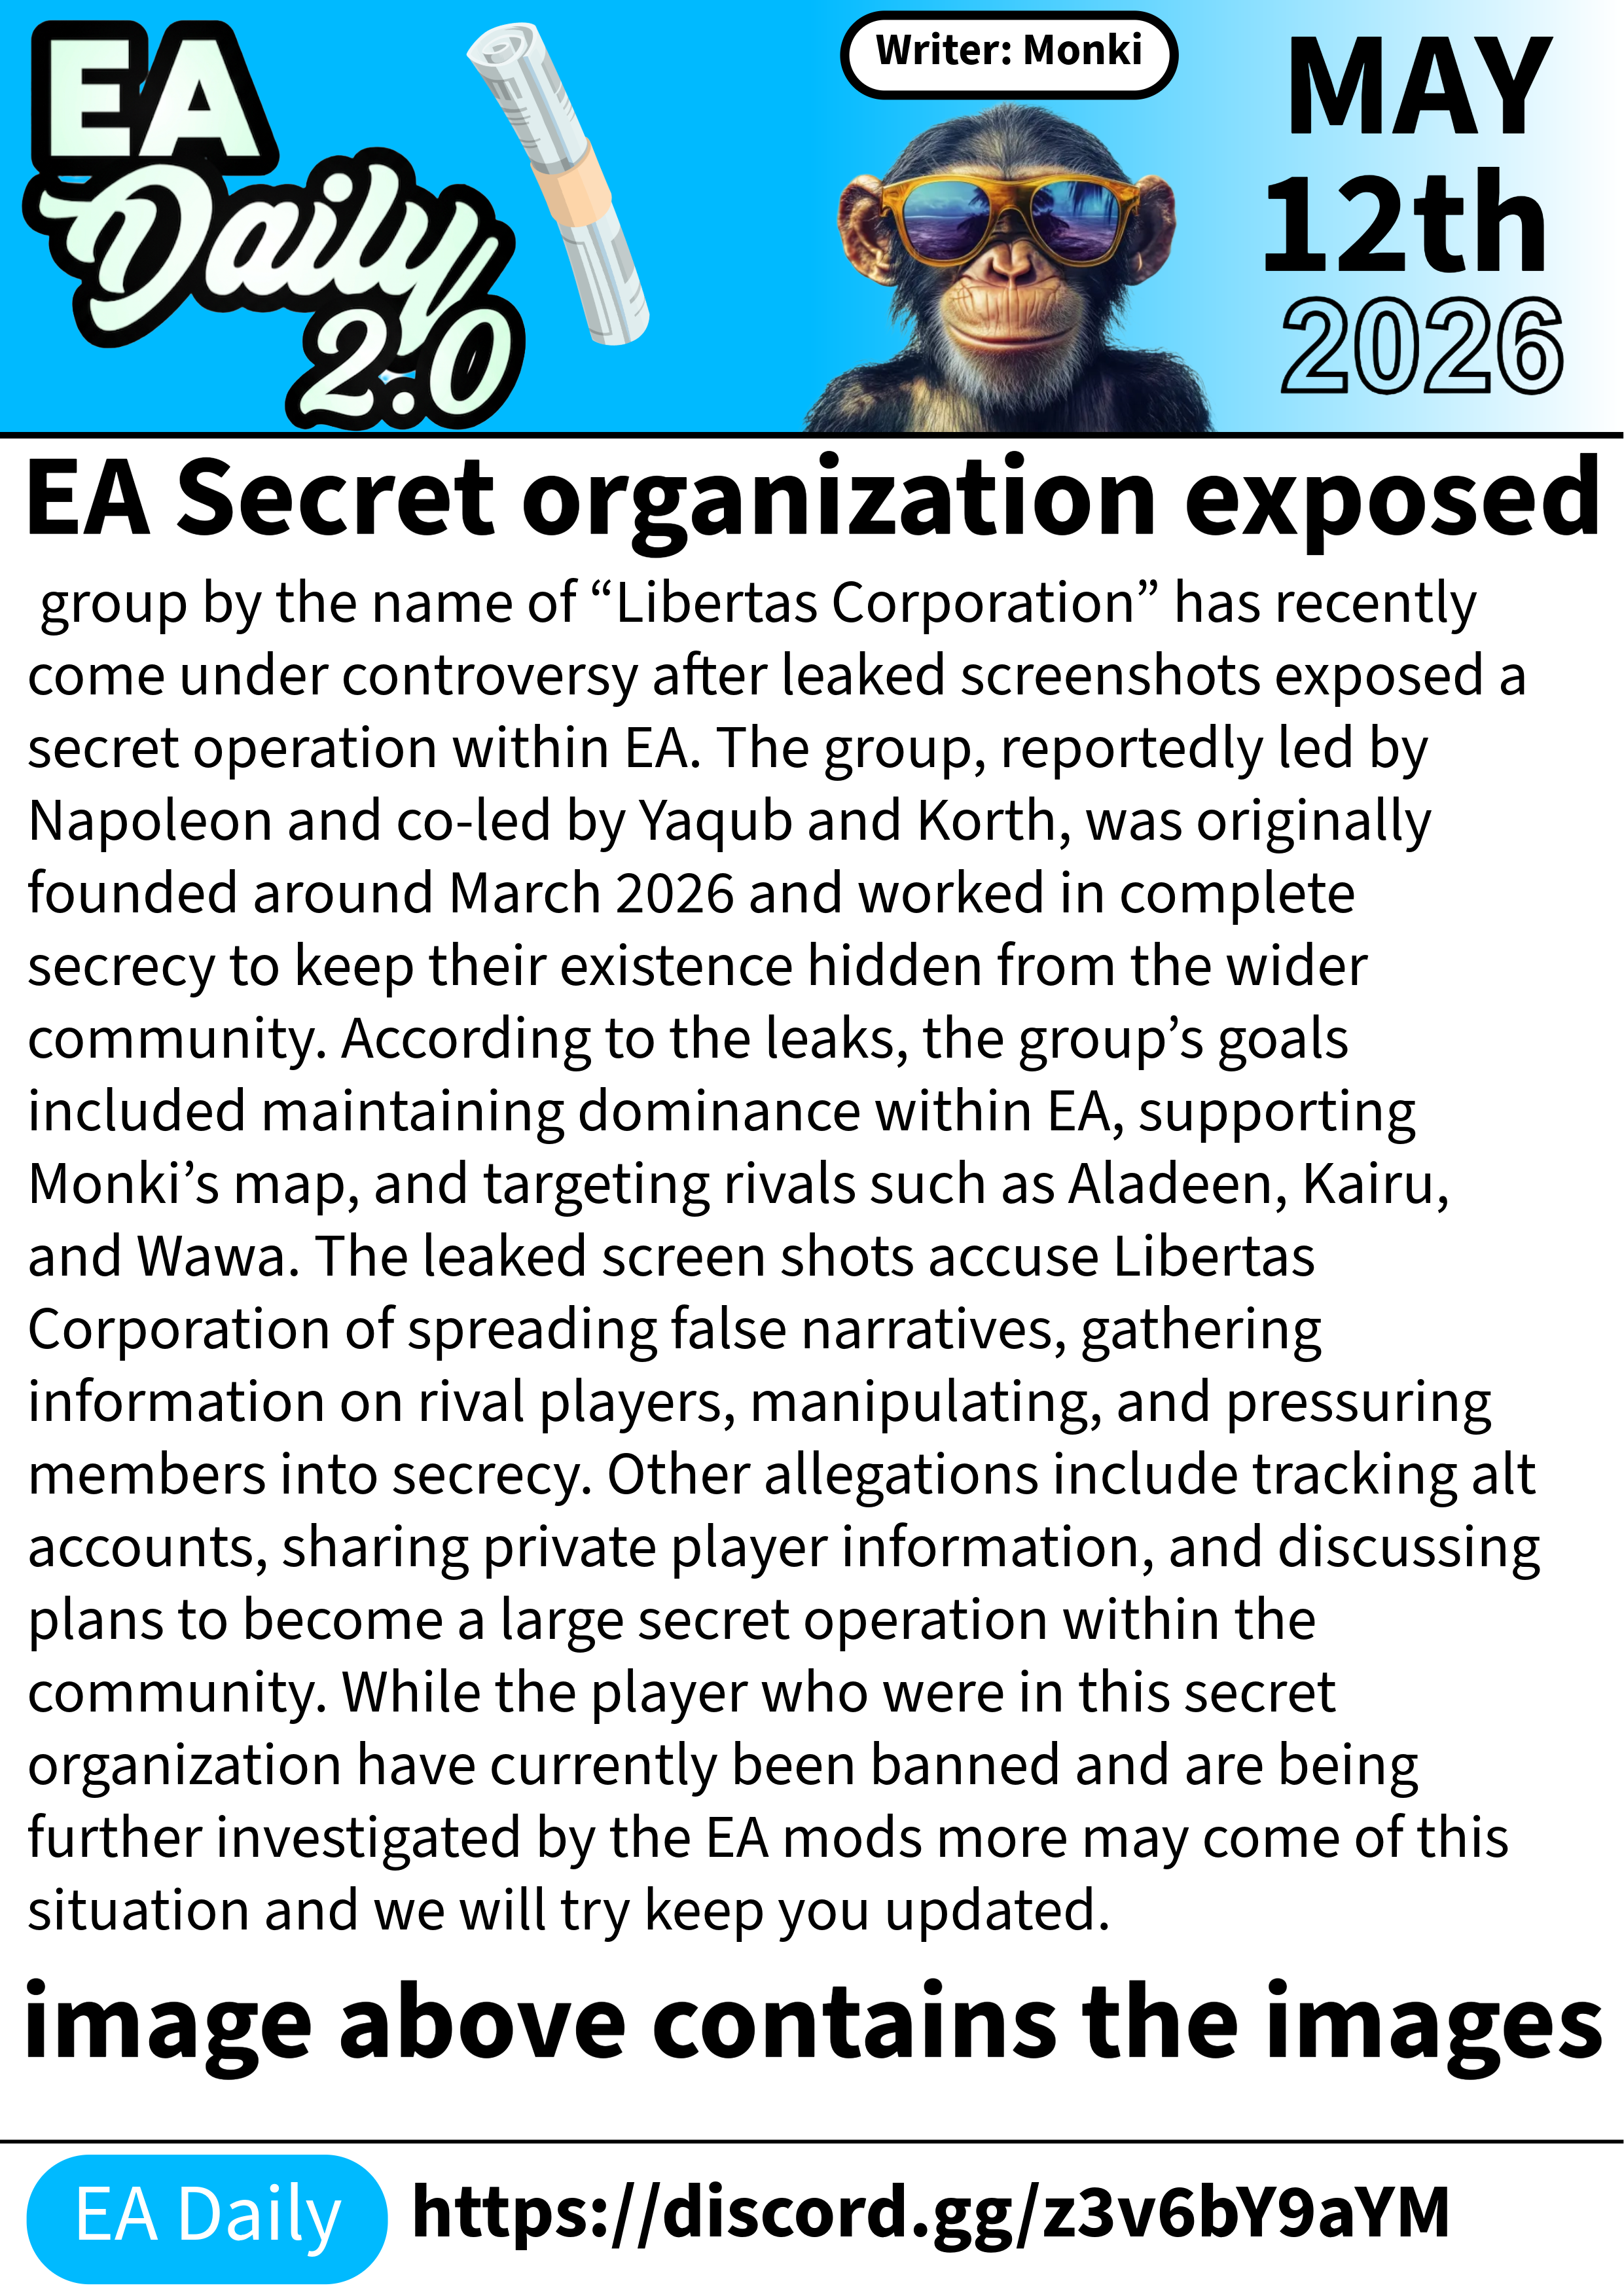 EA
Daily
2.0
Writer: Monki
MAY
12th
2026
EA Secret organization exposed
group by the name of “Libertas Corporation” has recently
come under controversy after leaked screenshots exposed a
secret operation within EA. The group, reportedly led by
Napoleon and co-led by Yaqub and Korth, was originally
founded around March 2026 and worked in complete
secrecy to keep their existence hidden from the wider
community. According to the leaks, the group’s goals
included maintaining dominance within EA, supporting
Monki’s map, and targeting rivals such as Aladeen, Kairu,
and Wawa. The leaked screen shots accuse Libertas
Corporation of spreading false narratives, gathering
information on rival players, manipulating, and pressuring
members into secrecy. Other allegations include tracking alt
accounts, sharing private player information, and discussing
plans to become a large secret operation within the
community. While the player who were in this secret
organization have currently been banned and are being
further investigated by the EA mods more may come of this
situation and we will try keep you updated.
image above contains the images
EA Daily
https://discord.gg/z3v6bY9aYM